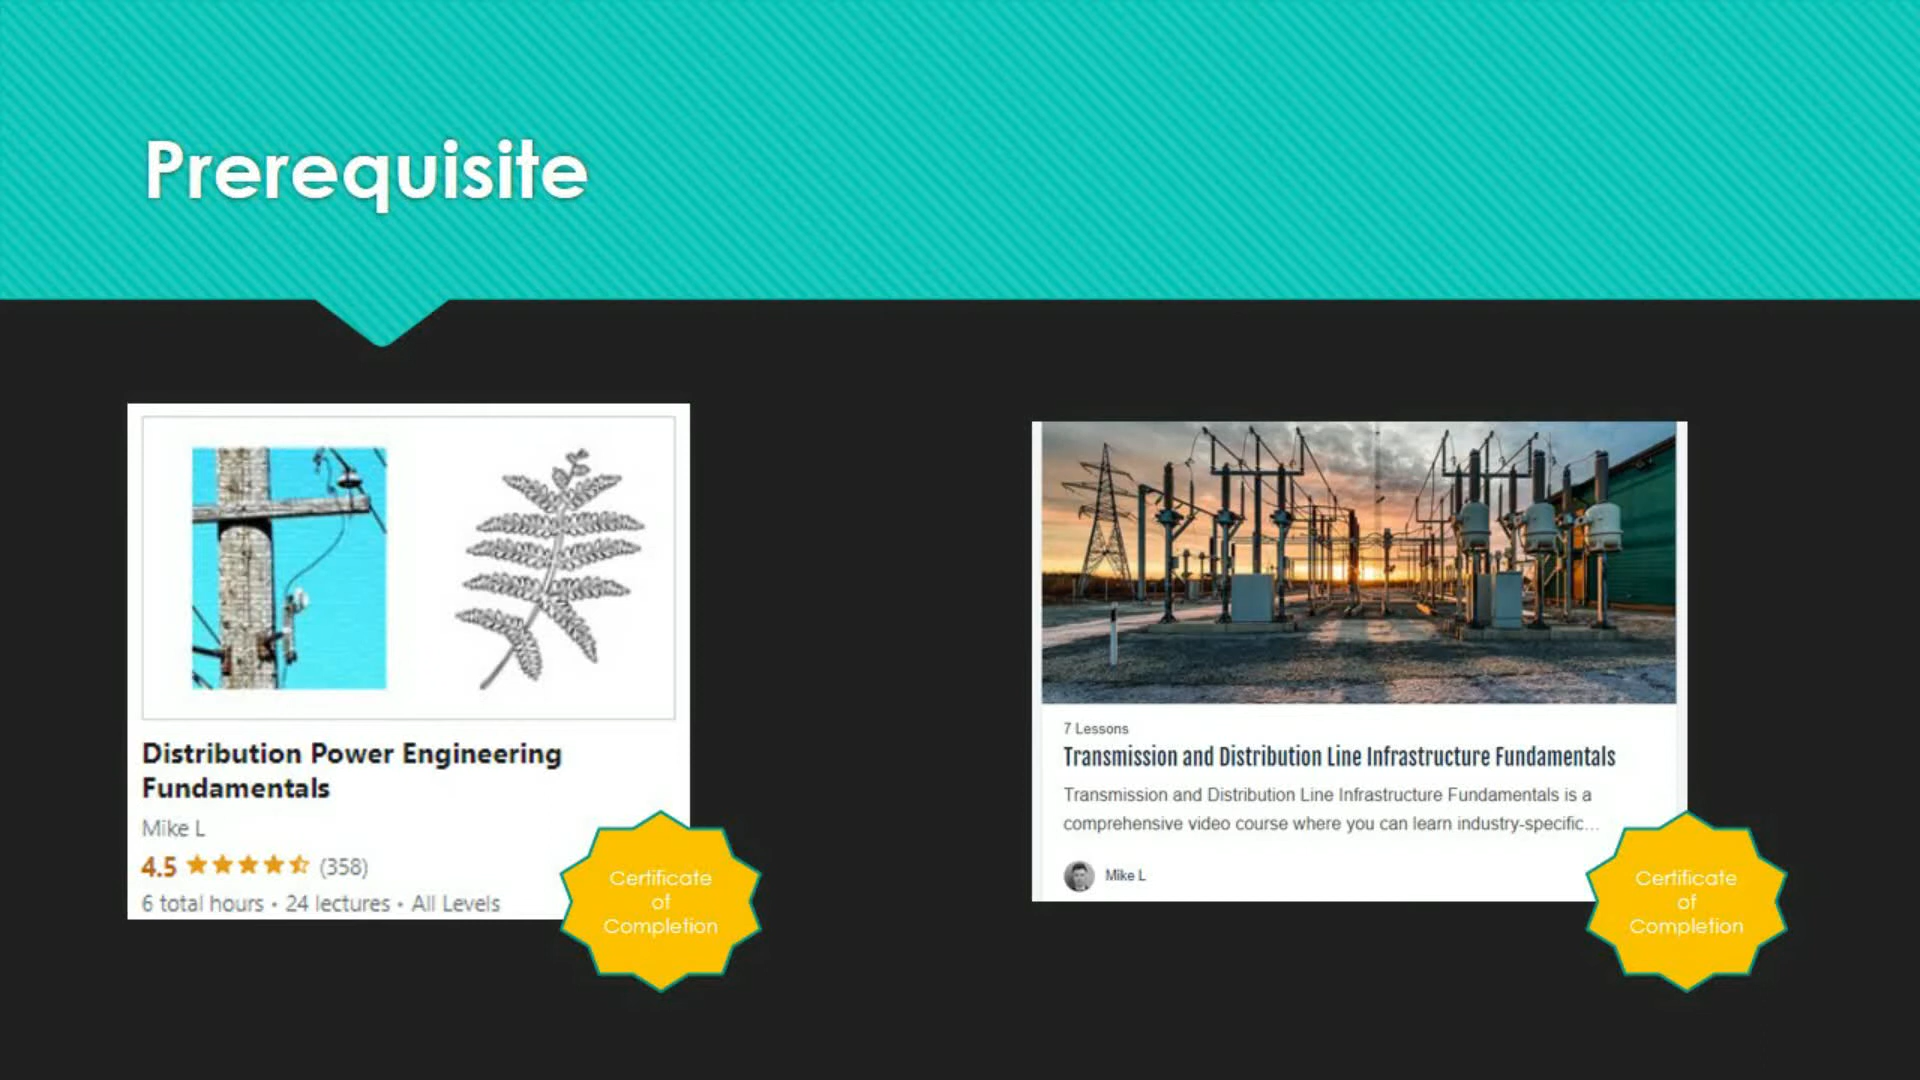 Prerequisite
Distribution Power Engineering
Fundamentals
Mike L
4.5 (358)
6 total hours • 24 lectures • All Levels
Certificate
of
Completion
7 Lessons
Transmission and Distribution Line Infrastructure Fundamentals
Transmission and Distribution Line Infrastructure Fundamentals is a
comprehensive video course where you can learn industry-specific...
Mike L
Certificate
of
Completion